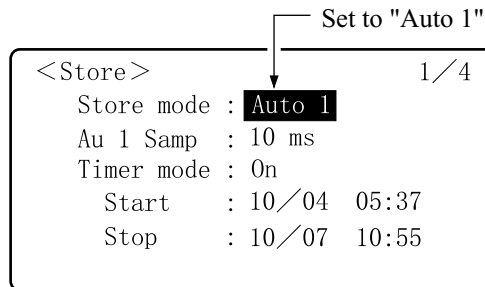 Set to "Auto 1"
＜Store＞ 1／4
Store mode : Auto 1
Au 1 Samp : 10 ms
Timer mode : On
Start : 10／04 05:37
Stop : 10／07 10:55